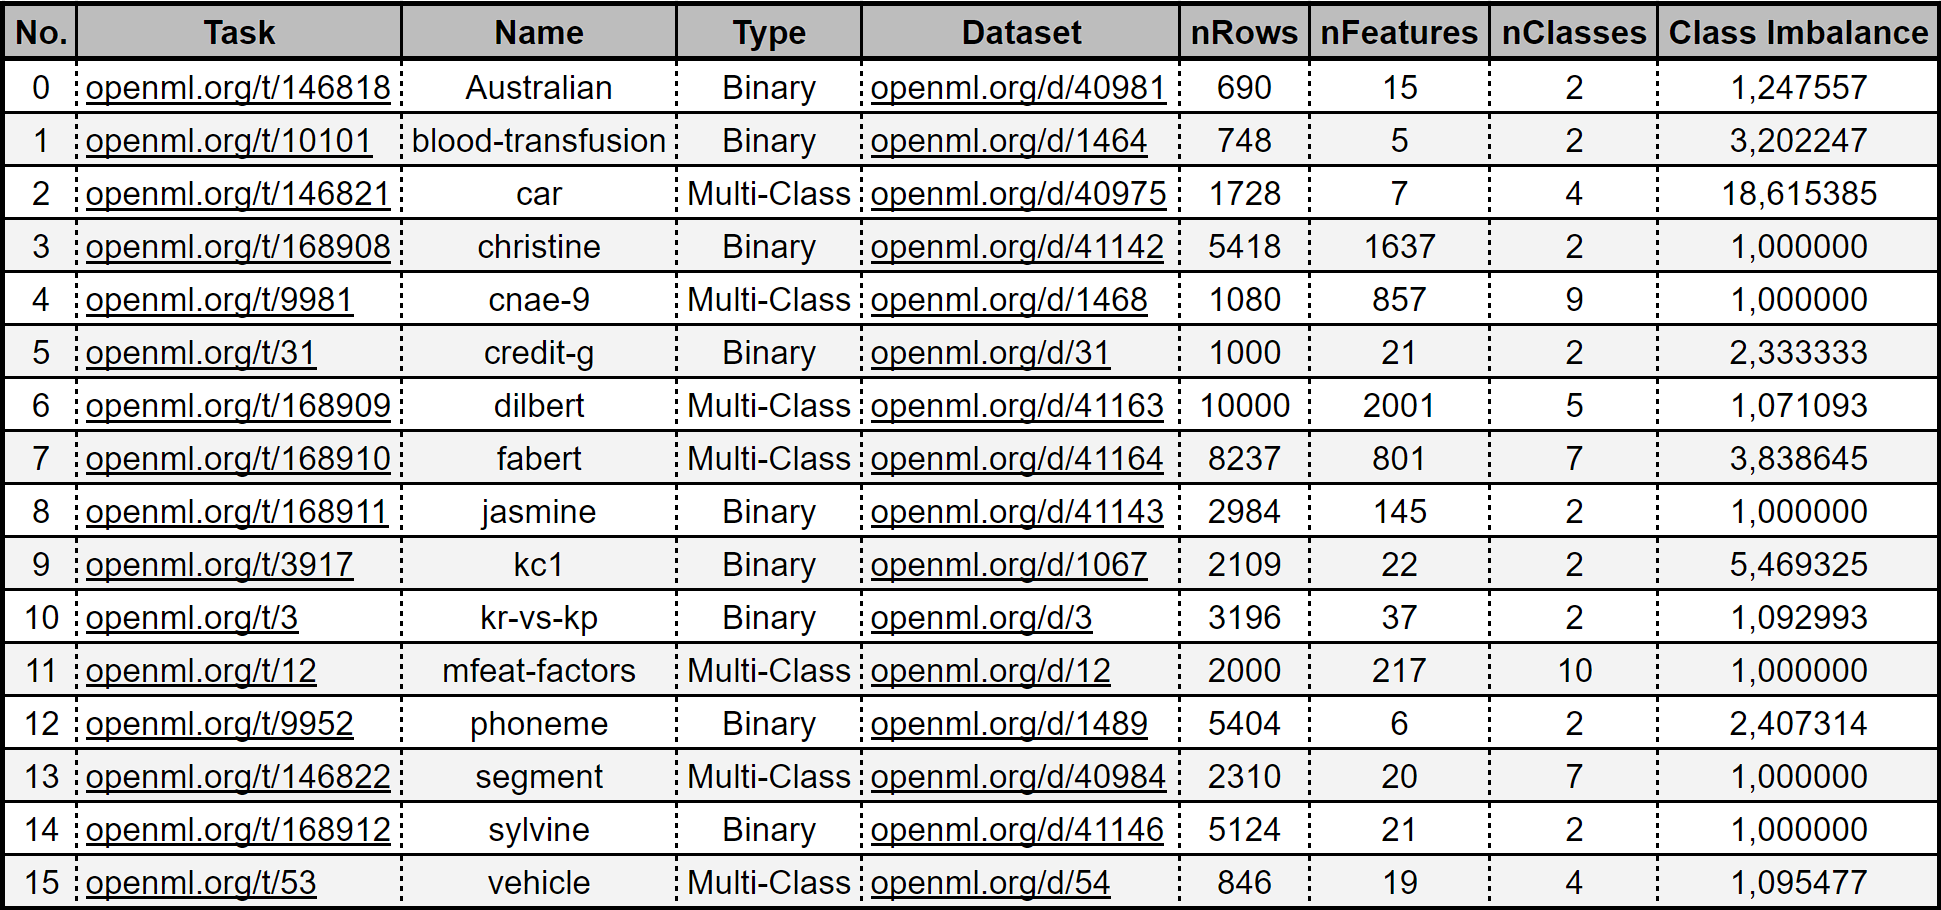 No. Task Name Type Dataset nRows nFeatures nClasses Class Imbalance
0 openml.org/t/146818 Australian Binary openml.org/d/40981 690 15 2 1,247557
1 openml.org/t/10101 blood-transfusion Binary openml.org/d/1464 748 5 2 3,202247
2 openml.org/t/146821 car Multi-Class openml.org/d/40975 1728 7 4 18,615385
3 openml.org/t/168908 christine Binary openml.org/d/41142 5418 1637 2 1,000000
4 openml.org/t/9981 cnae-9 Multi-Class openml.org/d/1468 1080 857 9 1,000000
5 openml.org/t/31 credit-g Binary openml.org/d/31 1000 21 2 2,333333
6 openml.org/t/168909 dilbert Multi-Class openml.org/d/41163 10000 2001 5 1,071093
7 openml.org/t/168910 fabert Multi-Class openml.org/d/41164 8237 801 7 3,838645
8 openml.org/t/168911 jasmine Binary openml.org/d/41143 2984 145 2 1,000000
9 openml.org/t/3917 kc1 Binary openml.org/d/1067 2109 22 2 5,469325
10 openml.org/t/3 kr-vs-kp Binary openml.org/d/3 3196 37 2 1,092993
11 openml.org/t/12 mfeat-factors Multi-Class openml.org/d/12 2000 217 10 1,000000
12 openml.org/t/9952 phoneme Binary openml.org/d/1489 5404 6 2 2,407314
13 openml.org/t/146822 segment Multi-Class openml.org/d/40984 2310 20 7 1,000000
14 openml.org/t/168912 sylvine Binary openml.org/d/41146 5124 21 2 1,000000
15 openml.org/t/53 vehicle Multi-Class openml.org/d/54 846 19 4 1,095477